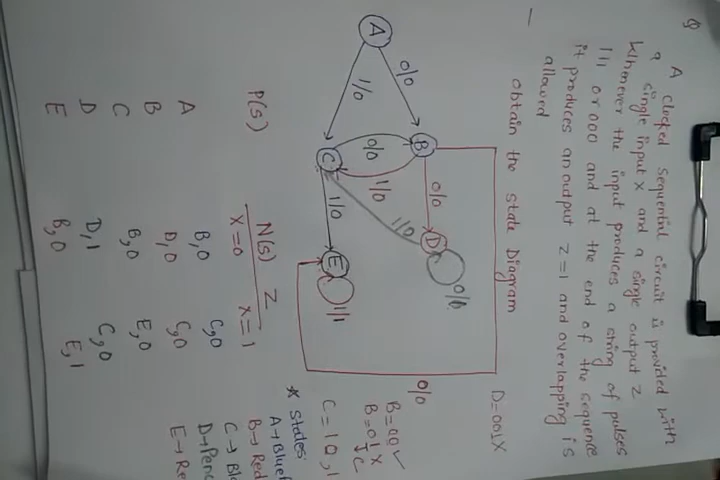 Q
A Clocked sequential circuit is provided with
a single input x and a single output Z
Whenever the input produces a string of pulses
111 or 000 and at the end of the sequence
it produces an output Z=1 and overlapping is
allowed
— obtain the state Diagram
D=001X
A
0/0
1/0
B
C
0/0
1/0
0/0
D
1/0
0/0
1/0
E
1/1
0/0
B=00✓
B=01X
C=10,1
* states:
A→Blue
B→Red
C→Bl
D→Penc
E→Re
P(S) N(S) Z
X=0 X=1
A B,0 C,0
B D,0 C,0
C B,0 E,0
D D,1 C,0
E B,0 E,1